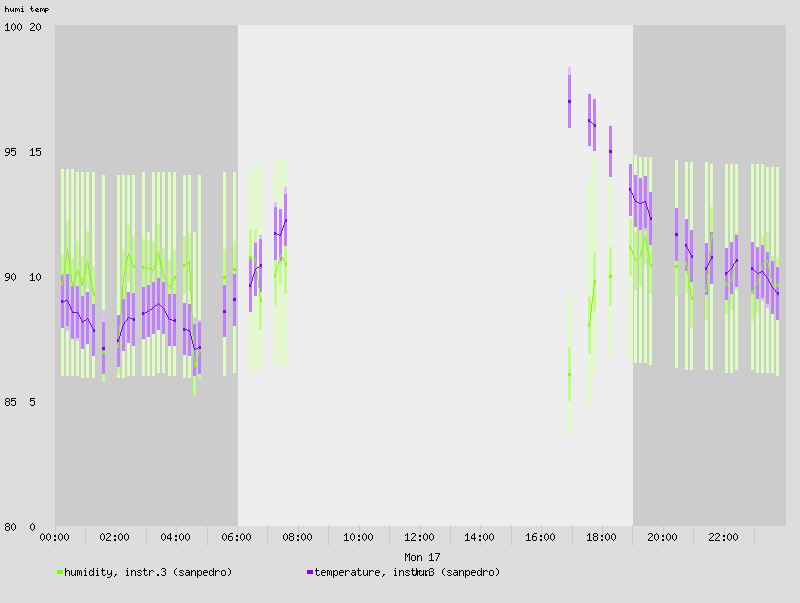 humi temp
100 20
95 15
90 10
85 5
80 0
00:00 02:00 04:00 06:00 08:00 10:00 12:00 14:00 16:00 18:00 20:00 22:00
Mon 17
humidity, instr.3 (sanpedro) temperature, (sanpedro)